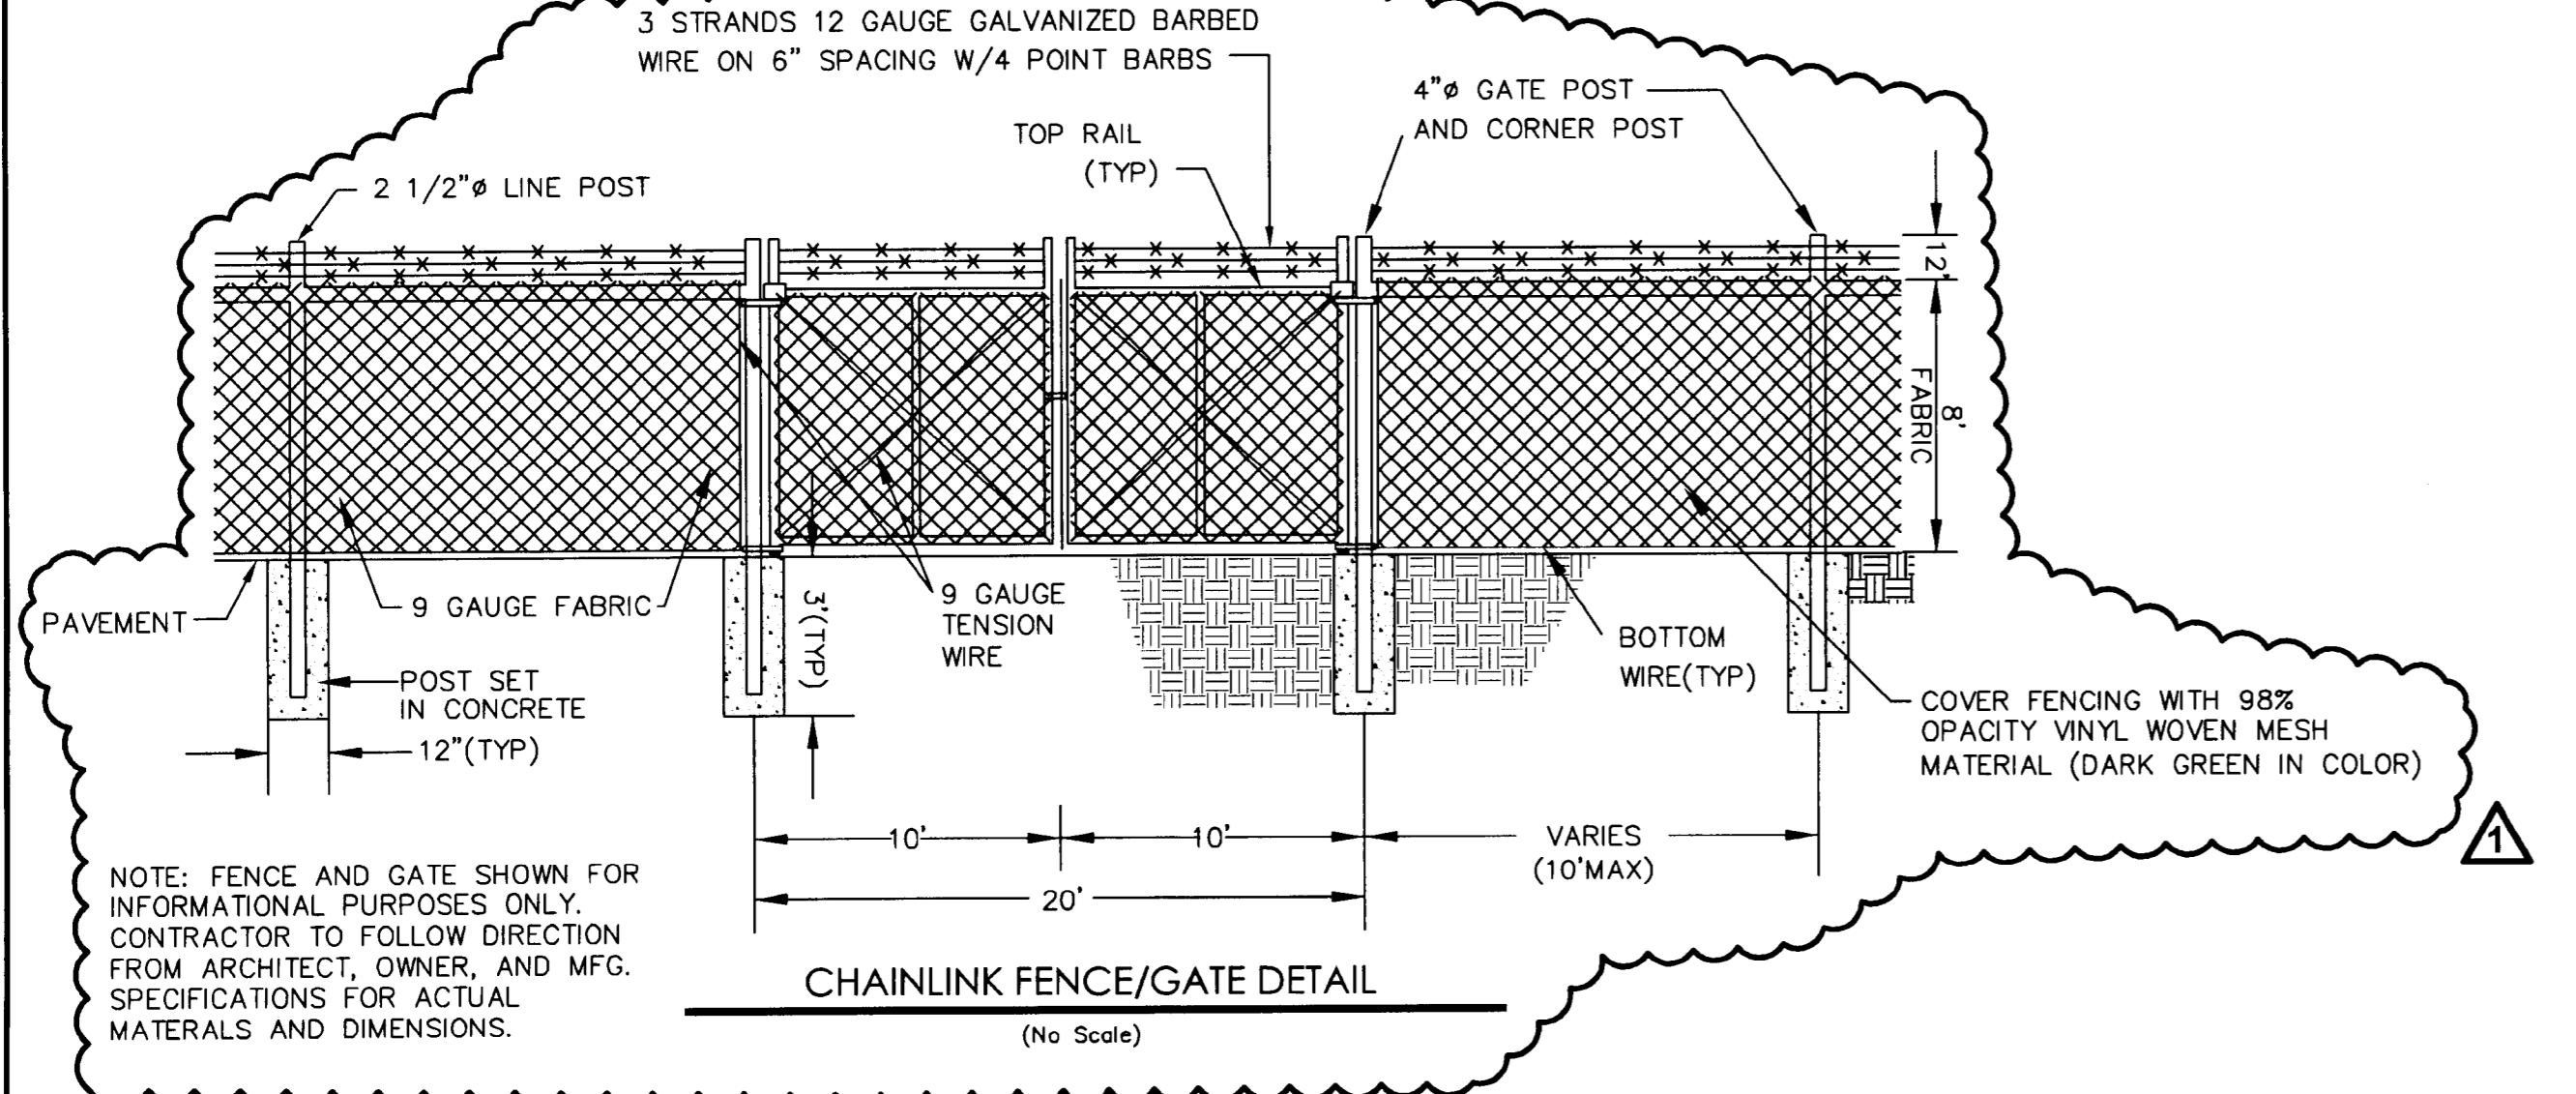 3 STRANDS 12 GAUGE GALVANIZED BARBED
WIRE ON 6" SPACING W/4 POINT BARBS
4"ø GATE POST
AND CORNER POST
TOP RAIL
(TYP)
2 1/2"ø LINE POST
12'
8'
FABRIC
PAVEMENT
9 GAUGE FABRIC
3'(TYP)
9 GAUGE
TENSION
WIRE
BOTTOM
WIRE(TYP)
POST SET
IN CONCRETE
12"(TYP)
COVER FENCING WITH 98%
OPACITY VINYL WOVEN MESH
MATERIAL (DARK GREEN IN COLOR)
1
10'
10'
VARIES
(10'MAX)
20'
NOTE: FENCE AND GATE SHOWN FOR
INFORMATIONAL PURPOSES ONLY.
CONTRACTOR TO FOLLOW DIRECTION
FROM ARCHITECT, OWNER, AND MFG.
SPECIFICATIONS FOR ACTUAL
MATERALS AND DIMENSIONS.
CHAINLINK FENCE/GATE DETAIL
(No Scale)